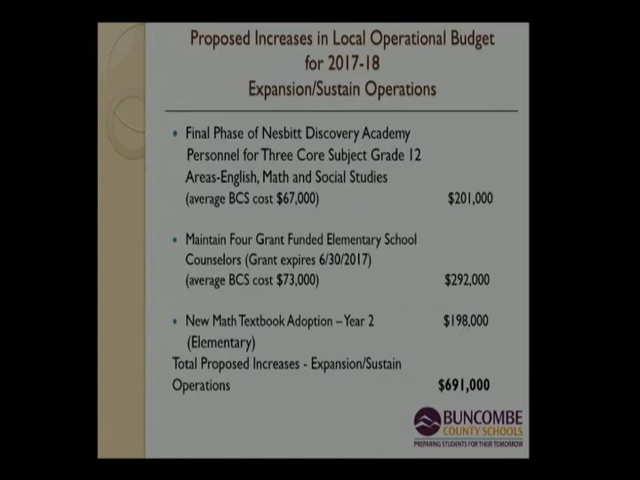 Proposed Increases in Local Operational Budget
for 2017-18
Expansion/Sustain Operations
• Final Phase of Nesbitt Discovery Academy
Personnel for Three Core Subject Grade 12
Areas-English, Math and Social Studies
(average BCS cost $67,000) $201,000
• Maintain Four Grant Funded Elementary School
Counselors (Grant expires 6/30/2017)
(average BCS cost $73,000) $292,000
• New Math Textbook Adoption – Year 2 $198,000
(Elementary)
Total Proposed Increases - Expansion/Sustain
Operations $691,000
BUNCOMBE
COUNTY SCHOOLS
PREPARING STUDENTS FOR THEIR TOMORROW